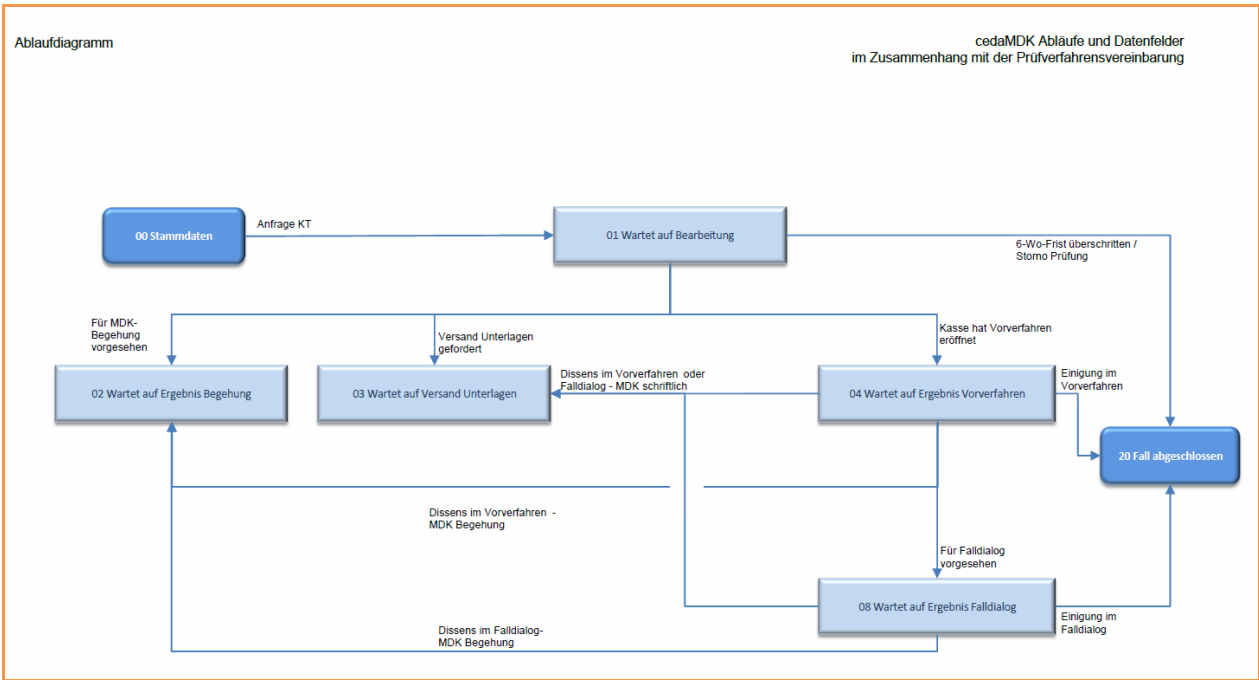 Ablaufdiagramm
cedaMDK Abläufe und Datenfelder
im Zusammenhang mit der Prüfverfahrensvereinbarung
00 Stammdaten
Anfrage KT
01 Wartet auf Bearbeitung
6-Wo-Frist überschritten /
Storno Prüfung
Für MDK-
Begehung
vorgesehen
Versand Unterlagen
gefordert
Kasse hat Vorverfahren
eröffnet
02 Wartet auf Ergebnis Begehung
03 Wartet auf Versand Unterlagen
Dissens im Vorverfahren oder
Falldialog - MDK schriftlich
04 Wartet auf Ergebnis Vorverfahren
Einigung im
Vorverfahren
20 Fall abgeschlossen
Dissens im Vorverfahren -
MDK Begehung
Für Falldialog
vorgesehen
08 Wartet auf Ergebnis Falldialog
Einigung im
Falldialog
Dissens im Falldialog-
MDK Begehung